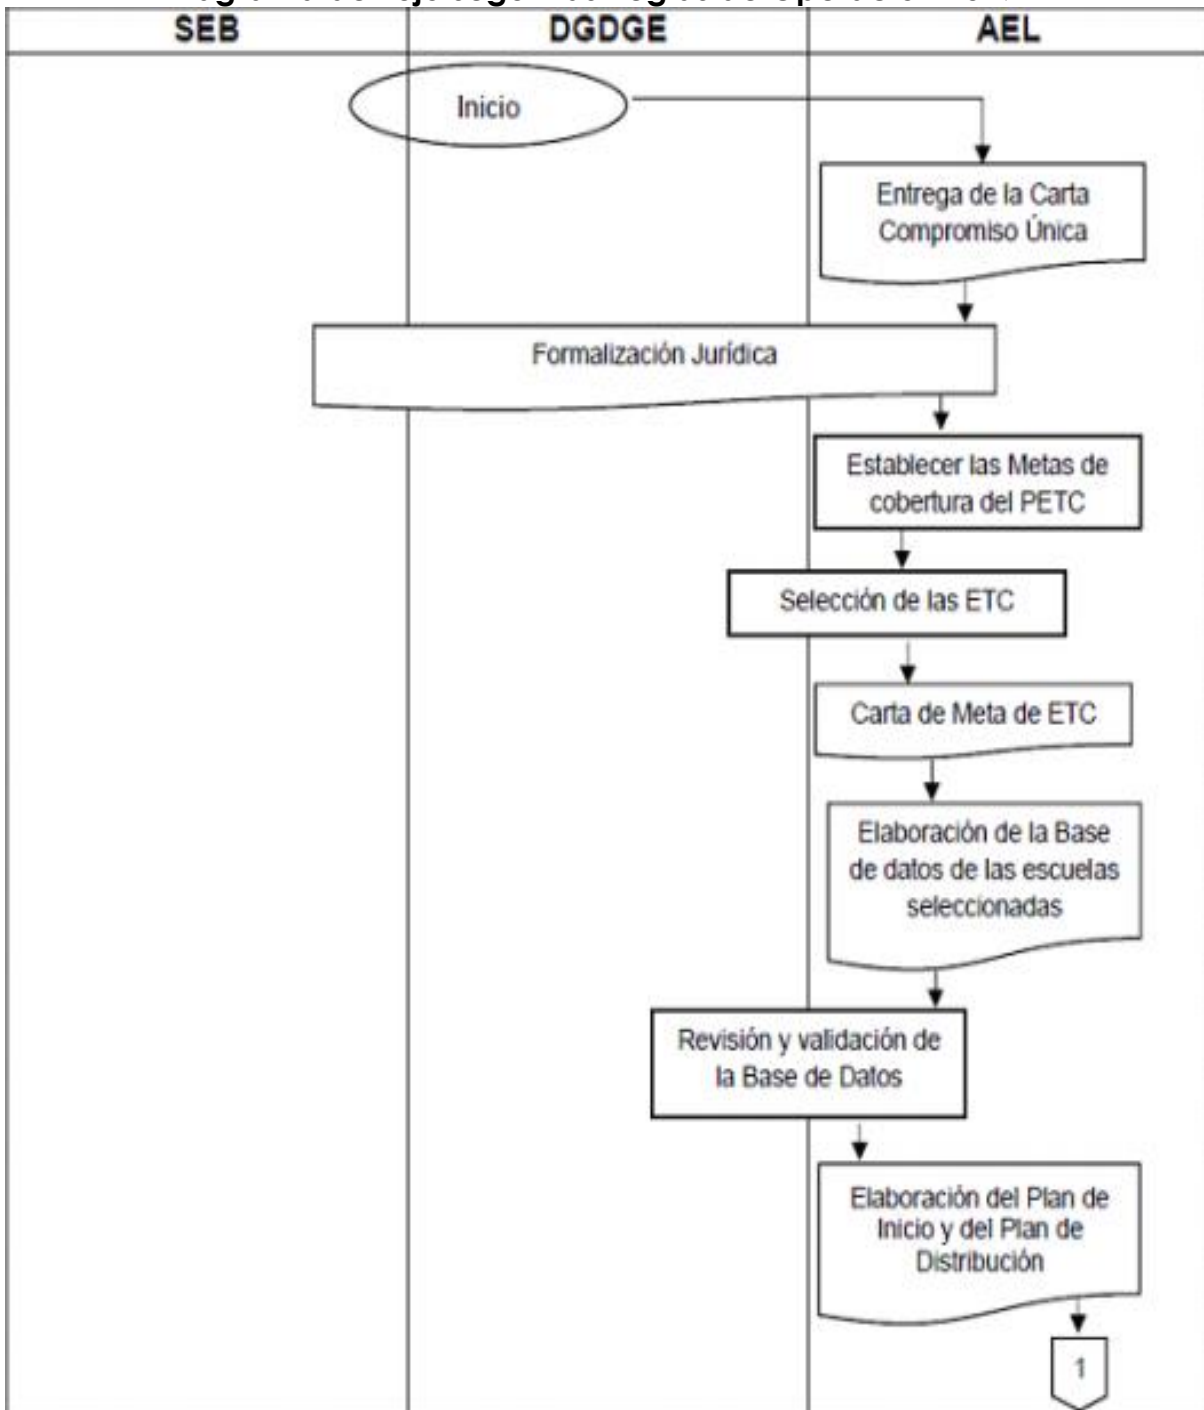 SEB
DGDGE
AEL
Inicio
Entrega de la Carta
Compromiso Única
Formalización Jurídica
Establecer las Metas de
cobertura del PETC
Selección de las ETC
Carta de Meta de ETC
Elaboración de la Base
de datos de las escuelas
seleccionadas
Revisión y validación de
la Base de Datos
Elaboración del Plan de
Inicio y del Plan de
Distribución
1